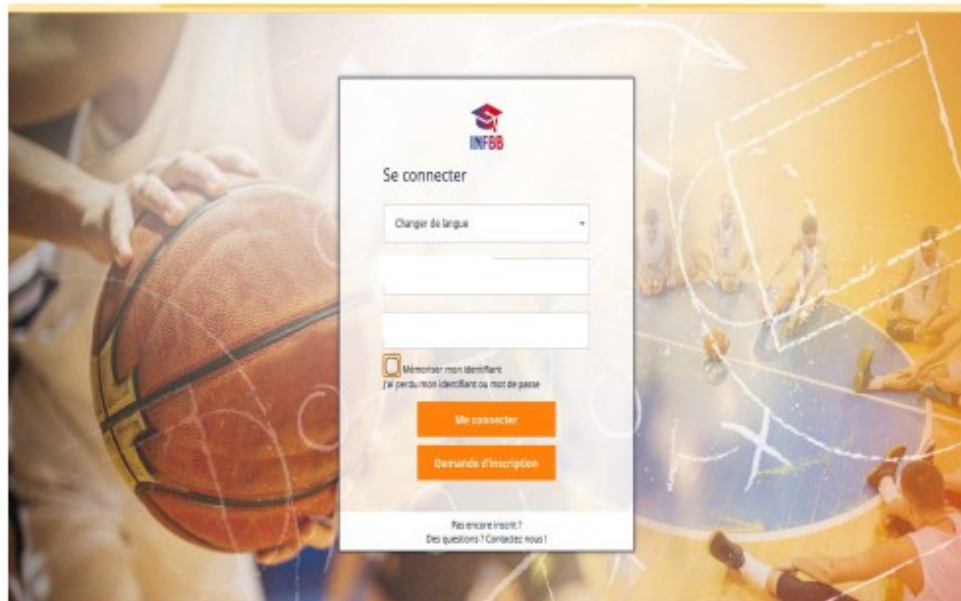 INFBB
Se connecter
Changer de langue
Mémoriser mon identifiant
J'ai perdu mon identifiant ou mot de passe
Me connecter
Demande d'inscription
Pas encore inscrit ?
Des questions ? Contactez nous !